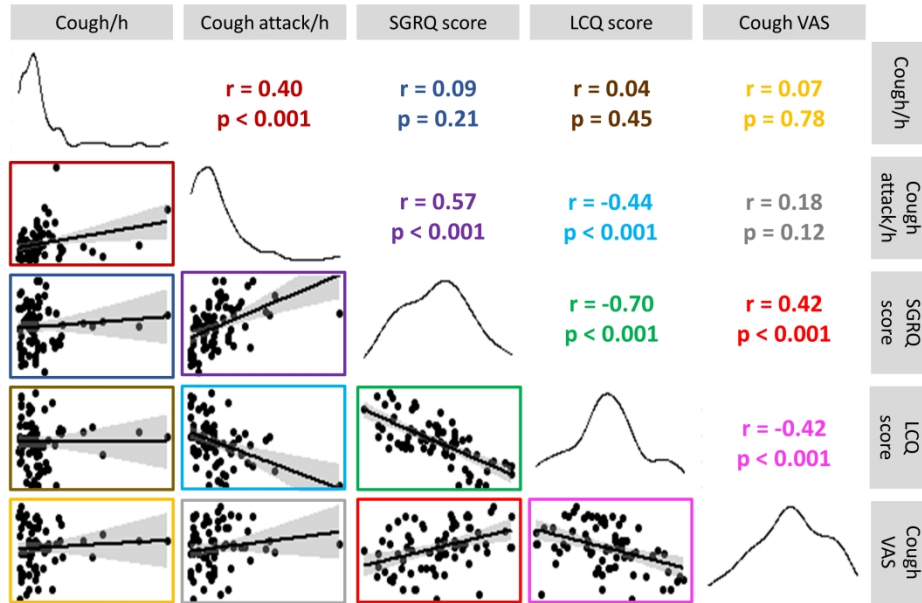 Cough/h
Cough attack/h
SGRQ score
LCQ score
Cough VAS
r = 0.40
p < 0.001
r = 0.09
p = 0.21
r = 0.04
p = 0.45
r = 0.07
p = 0.78
Cough/h
r = 0.57
p < 0.001
r = -0.44
p < 0.001
r = 0.18
p = 0.12
Cough
attack/h
r = -0.70
p < 0.001
r = 0.42
p < 0.001
SGRQ
score
r = -0.42
p < 0.001
LCQ
score
Cough
VAS